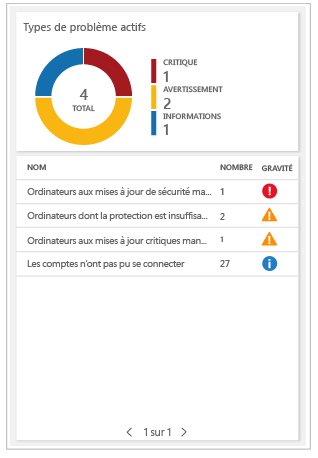 Types de problème actifs
4
TOTAL
CRITIQUE
1
AVERTISSEMENT
2
INFORMATIONS
1
NOM NOMBRE GRAVITÉ
Ordinateurs aux mises à jour de sécurité ma... 1
Ordinateurs dont la protection est insuffisa... 2
Ordinateurs aux mises à jour critiques man... 1
Les comptes n'ont pas pu se connecter 27
1 sur 1